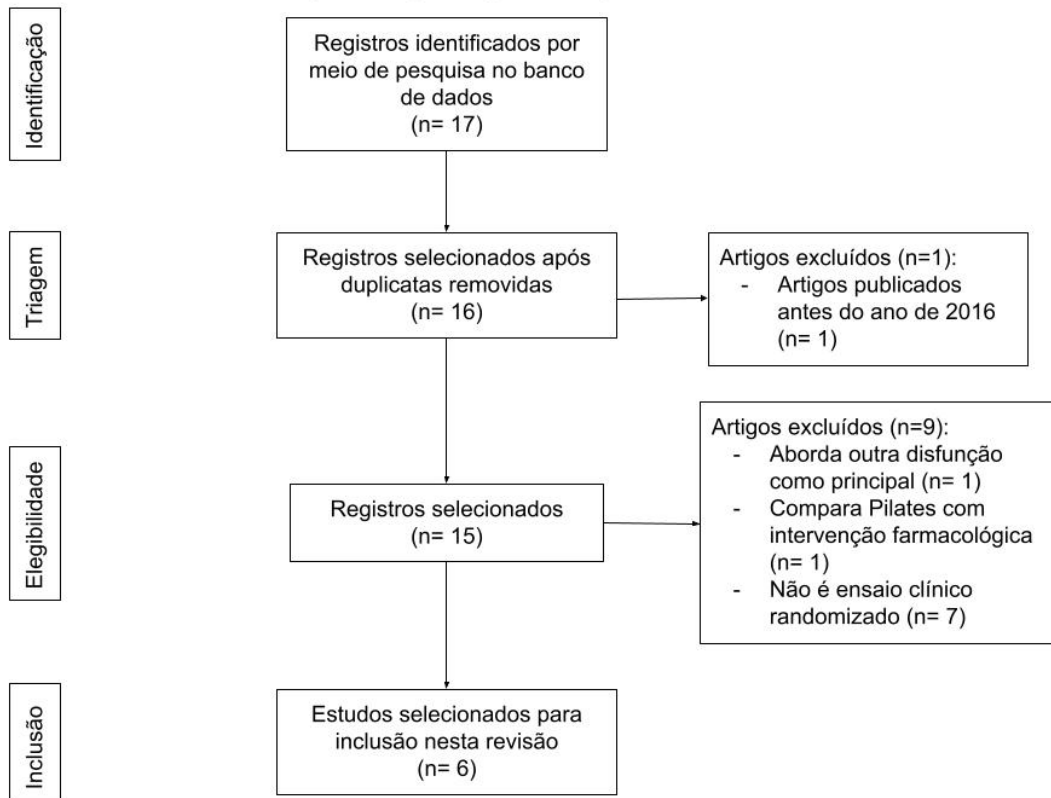 Identificação
Registros identificados por
meio de pesquisa no banco
de dados
(n= 17)
Triagem
Registros selecionados após
duplicatas removidas
(n= 16)
Artigos excluídos (n=1):
- Artigos publicados
antes do ano de 2016
(n= 1)
Elegibilidade
Registros selecionados
(n= 15)
Artigos excluídos (n=9):
- Aborda outra disfunção
como principal (n= 1)
- Compara Pilates com
intervenção farmacológica
(n= 1)
- Não é ensaio clínico
randomizado (n= 7)
Inclusão
Estudos selecionados para
inclusão nesta revisão
(n= 6)